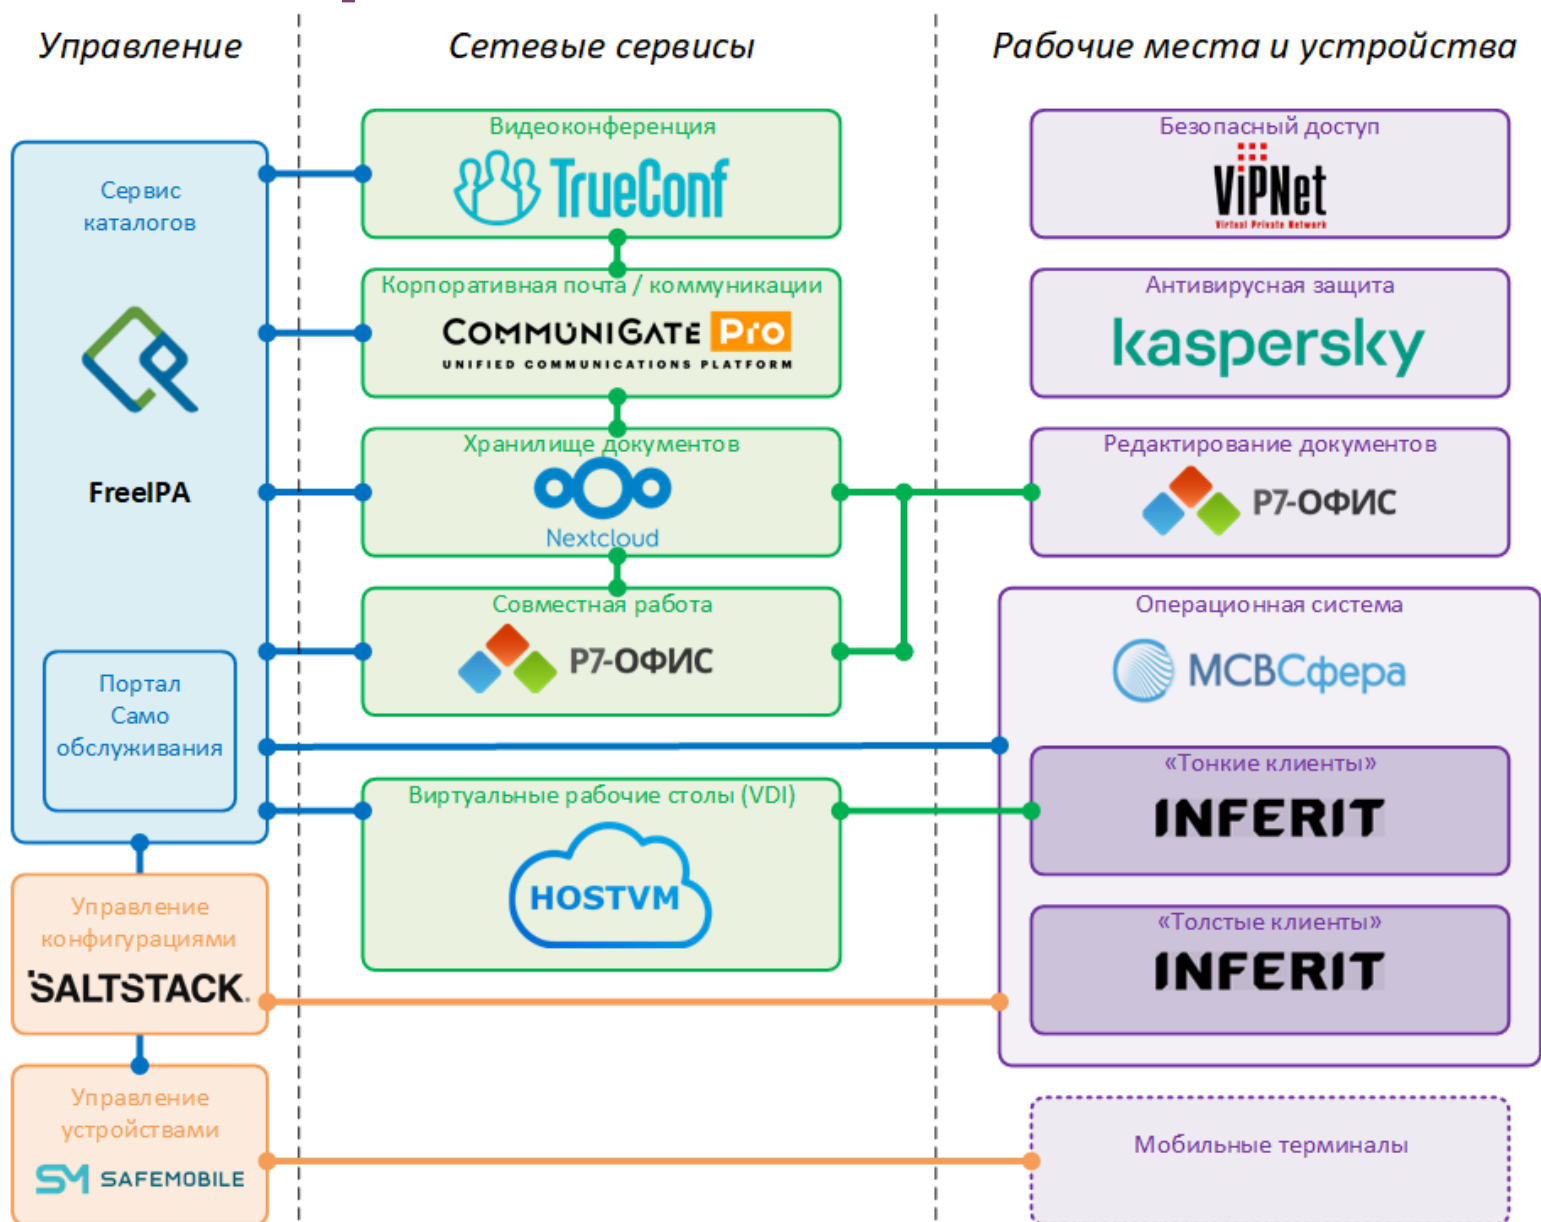 Управление
Сетевые сервисы
Рабочие места и устройства
Сервис
каталогов
FreeIPA
Портал
Само
обслуживания
Управление
конфигурациями
SALTSTACK.
Управление
устройствами
SM SAFEMOBILE
Видеоконференция
TrueConf
Корпоративная почта / коммуникации
COMMUNIGATE Pro
UNIFIED COMMUNICATIONS PLATFORM
Хранилище документов
Nextcloud
Совместная работа
Р7-ОФИС
Виртуальные рабочие столы (VDI)
HOSTVM
Безопасный доступ
ViPNet
Virtual Private Network
Антивирусная защита
kaspersky
Редактирование документов
Р7-ОФИС
Операционная система
МСВСфера
«Тонкие клиенты»
INFERIT
«Толстые клиенты»
INFERIT
Мобильные терминалы